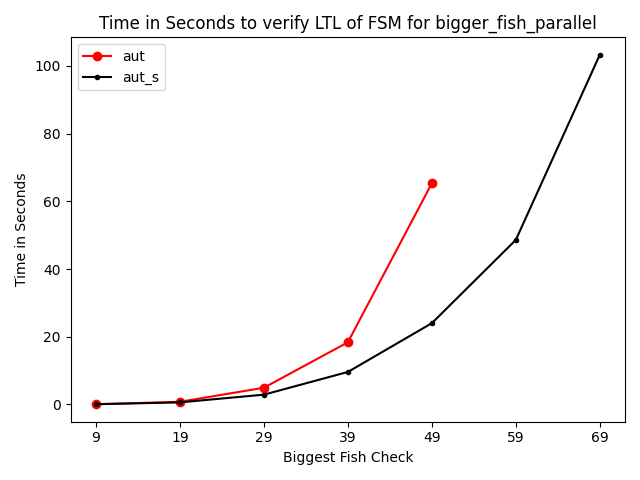 Time in Seconds to verify LTL of FSM for bigger_fish_parallel
aut
aut_s
100
80
60
40
20
0
Time in Seconds
9 19 29 39 49 59 69
Biggest Fish Check